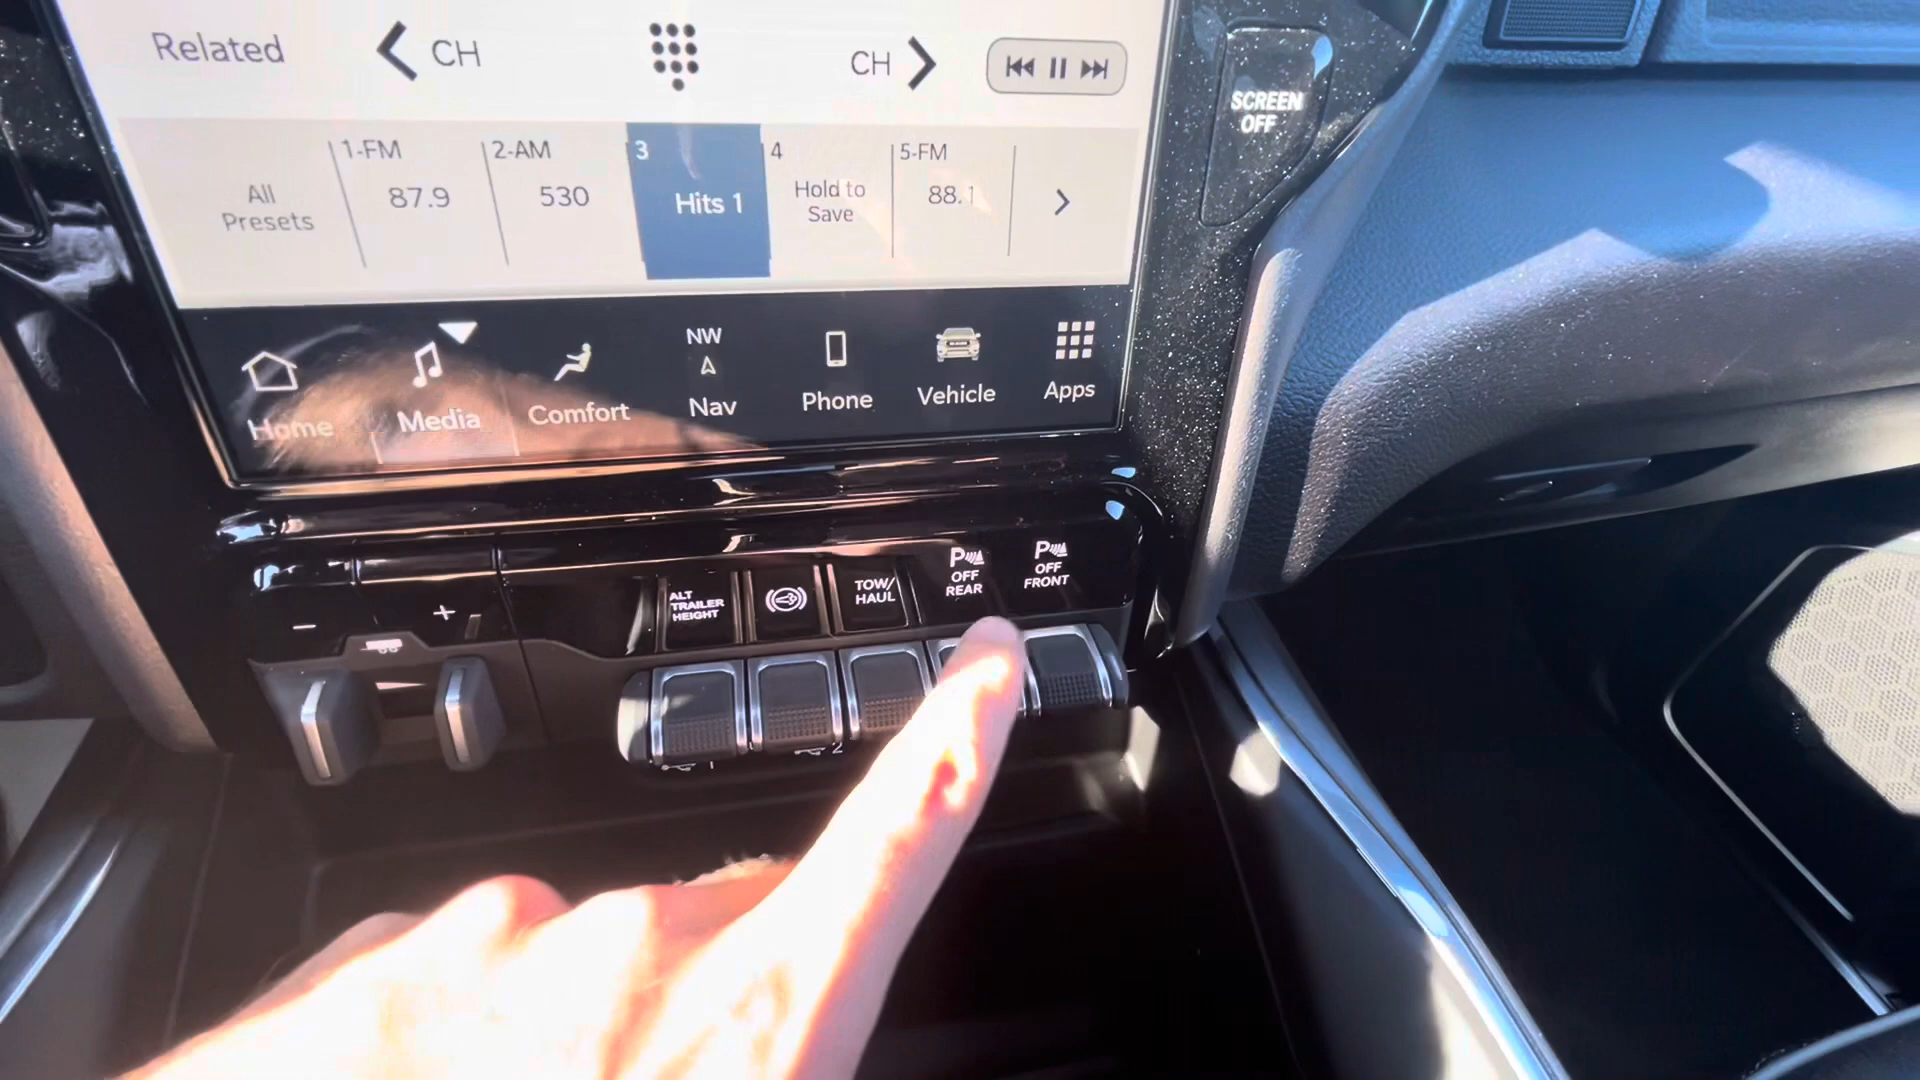 Related
CH
CH
SCREEN
OFF
1-FM
87.9
2-AM
530
3
Hits 1
4
Hold to
Save
5-FM
88.1
All
Presets
NW
Home
Media
Comfort
Nav
Phone
Vehicle
Apps
- +
ALT
TRAILER
HEIGHT
TOW/
HAUL
P
OFF
REAR
P
OFF
FRONT
1
2